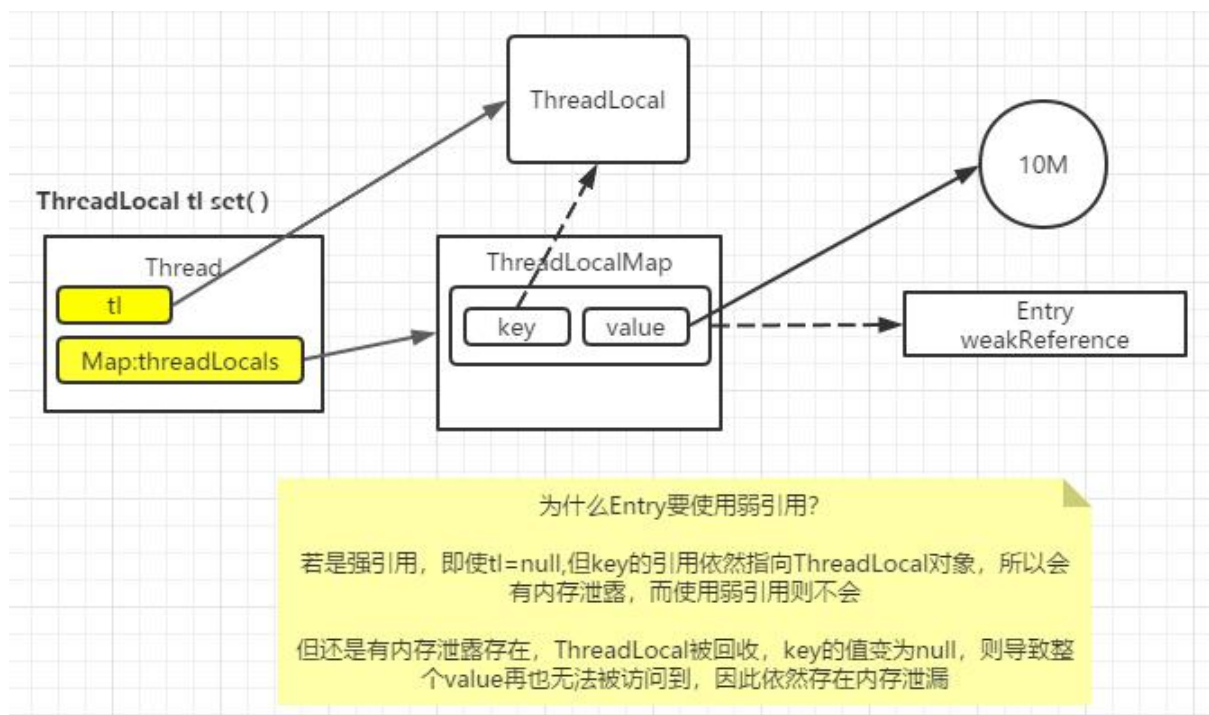 ThreadLocal
10M
ThreadLocal tl set( )
Thread
ThreadLocalMap
tl
key
value
Entry
weakReference
Map:threadLocals
为什么Entry要使用弱引用?
若是强引用，即使tl=null,但key的引用依然指向ThreadLocal对象，所以会
有内存泄露，而使用弱引用则不会
但还是有内存泄露存在，ThreadLocal被回收，key的值变为null，则导致整
个value再也无法被访问到，因此依然存在内存泄漏